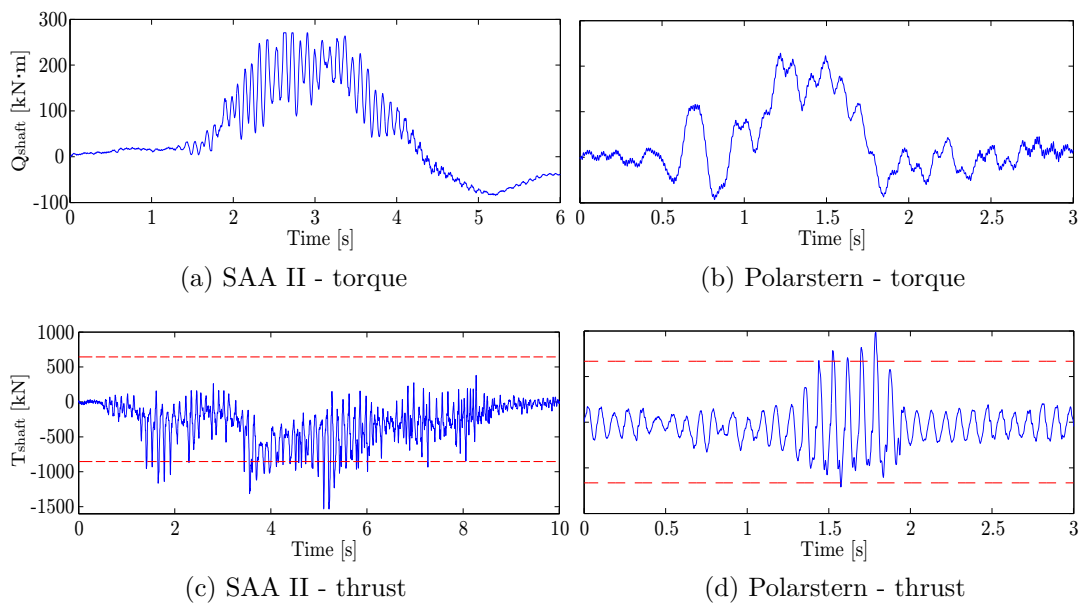 300
200
100
0
-100
Q_shaft [kN·m]
0 1 2 3 4 5 6
Time [s]
(a) SAA II - torque
0 0.5 1 1.5 2 2.5 3
Time [s]
(b) Polarstern - torque
1000
500
0
-500
-1000
-1500
T_shaft [kN]
0 2 4 6 8 10
Time [s]
(c) SAA II - thrust
0 0.5 1 1.5 2 2.5 3
Time [s]
(d) Polarstern - thrust